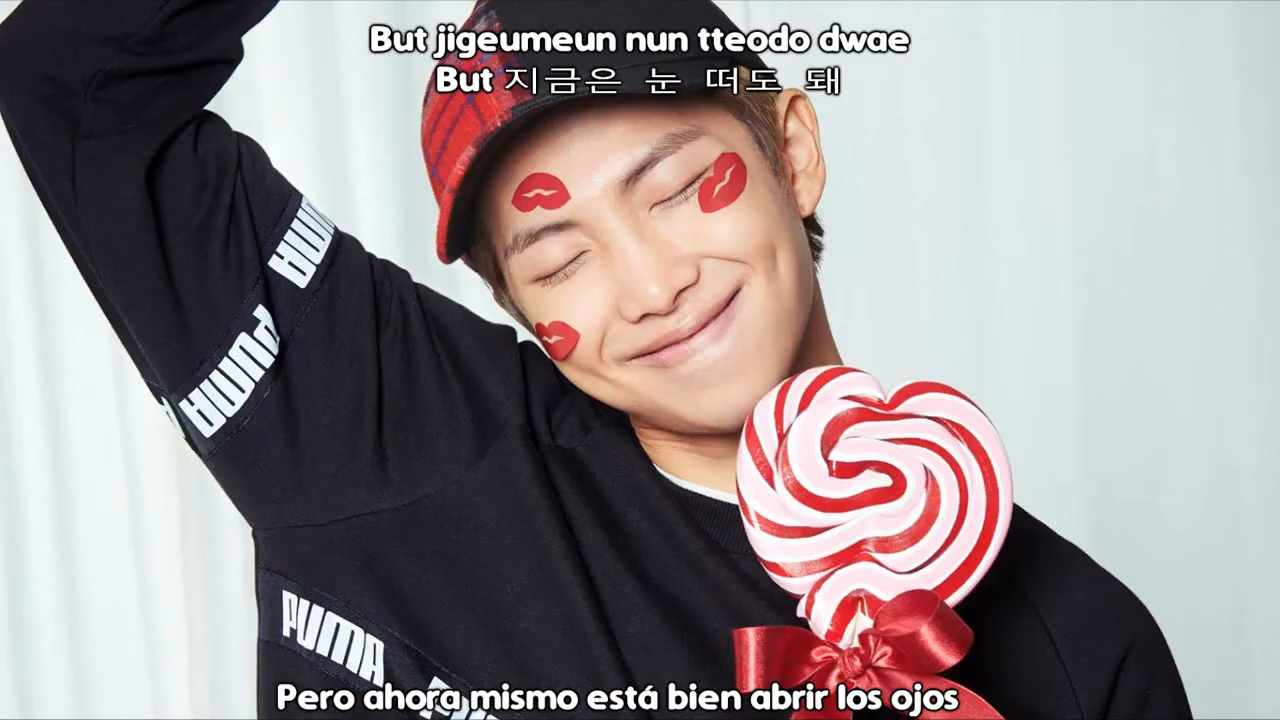 But jigeumeun nun tteodo dwae
But 지금은 눈 떠도 돼
PUMA
PUMA
PUMA
Pero ahora mismo está bien abrir los ojos